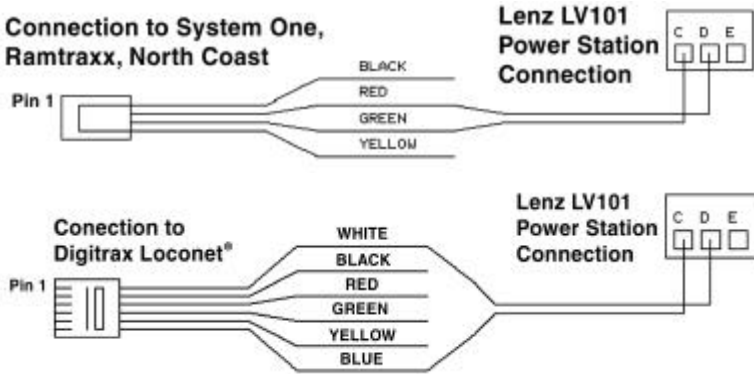 Connection to System One,
Ramtraxx, North Coast
Lenz LV101
Power Station
Connection
C D E
Pin 1
BLACK
RED
GREEN
YELLOW
Conection to
Digitrax Loconet®
Lenz LV101
Power Station
Connection
C D E
Pin 1
WHITE
BLACK
RED
GREEN
YELLOW
BLUE